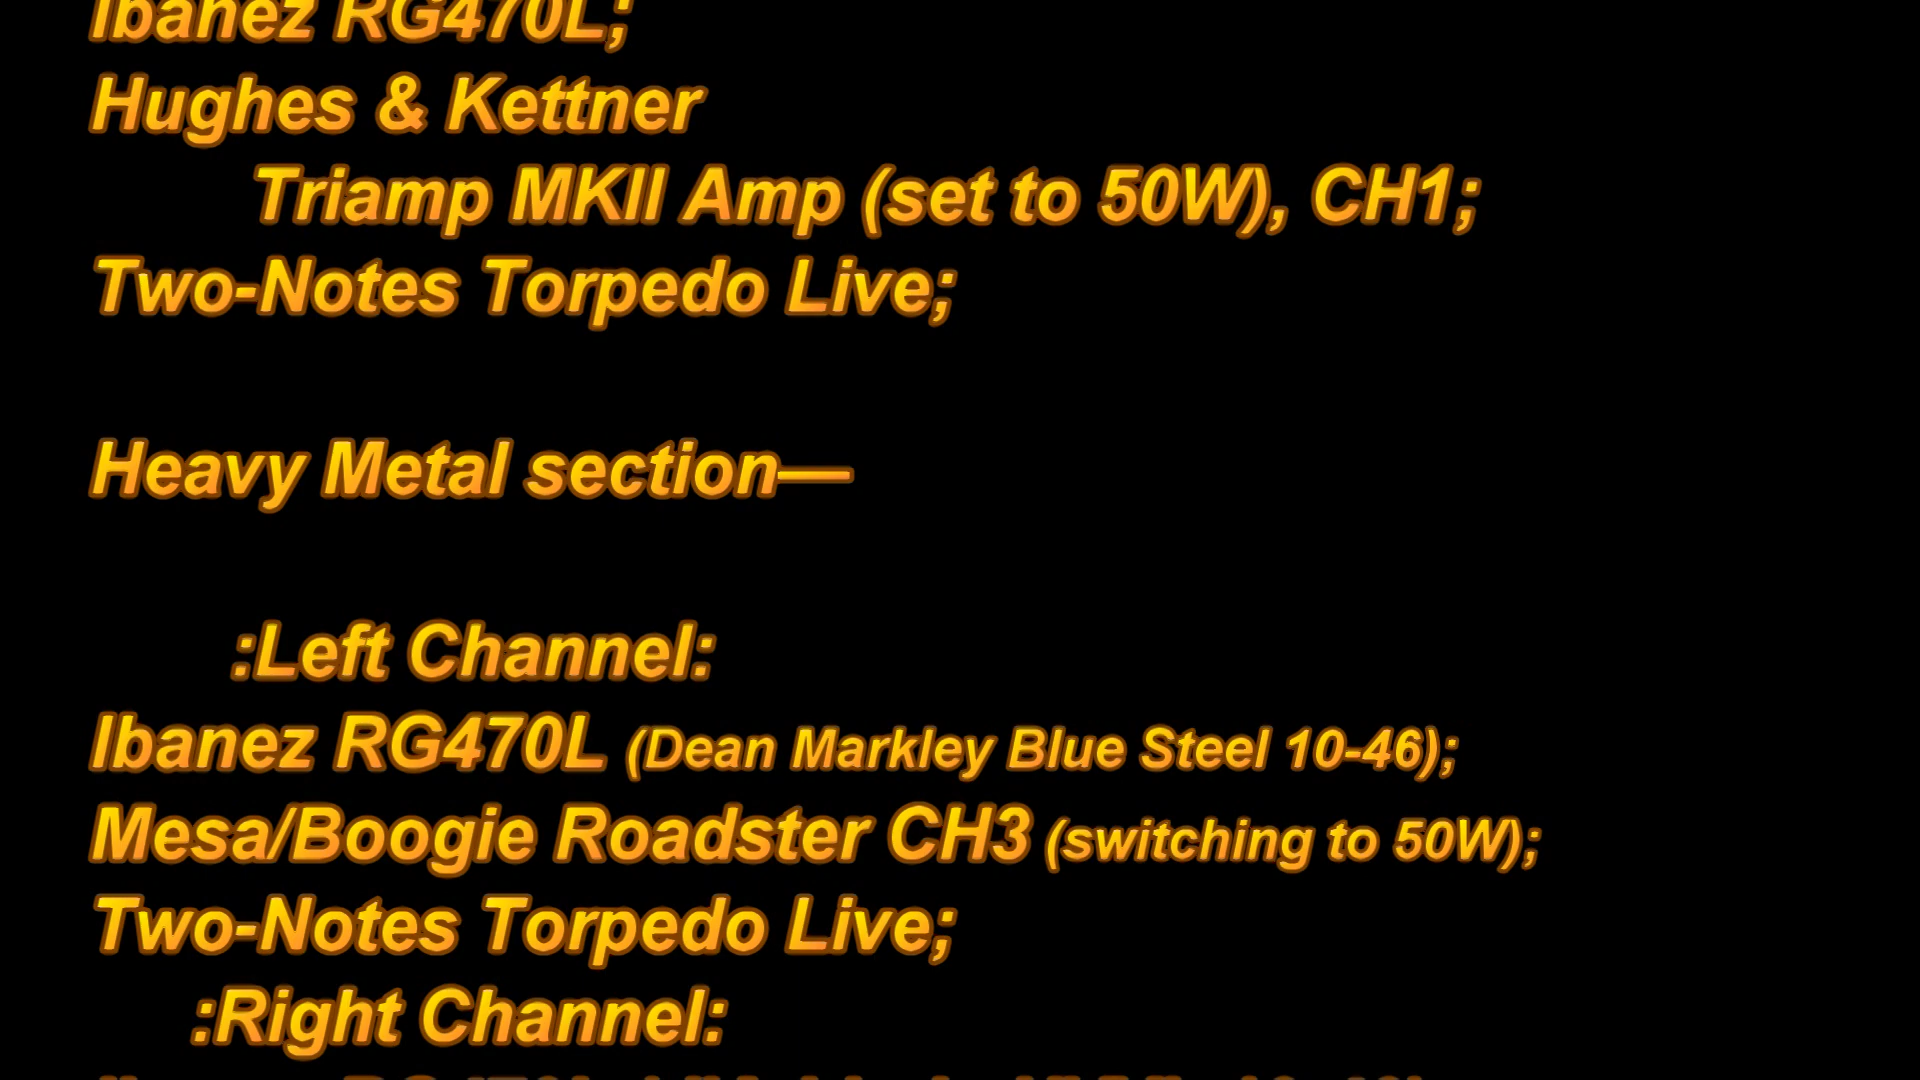 Ibanez RG470L;
Hughes & Kettner
Triamp MKII Amp (set to 50W), CH1;
Two-Notes Torpedo Live;
Heavy Metal section—
:Left Channel:
Ibanez RG470L (Dean Markley Blue Steel 10-46);
Mesa/Boogie Roadster CH3 (switching to 50W);
Two-Notes Torpedo Live;
:Right Channel: